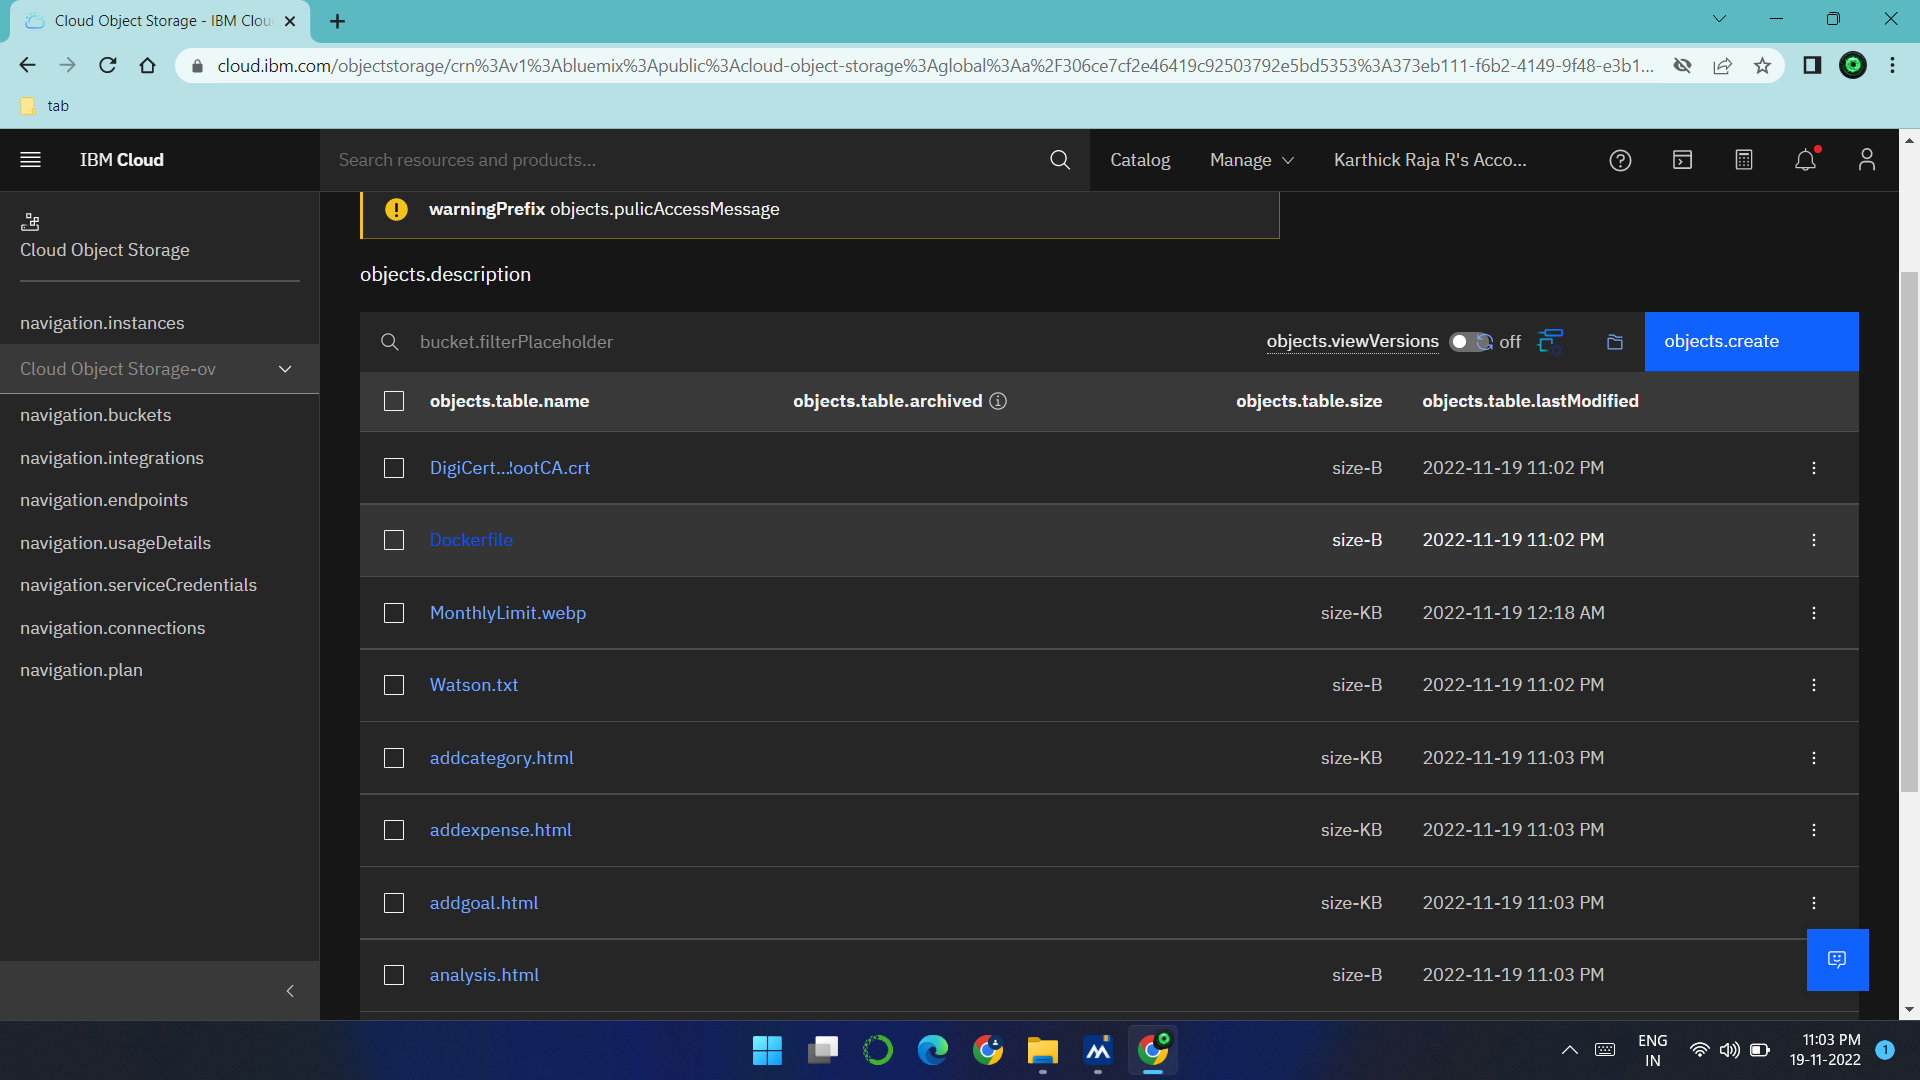 Cloud Object Storage - IBM Clou
cloud.ibm.com/objectstorage/crn%3Av1%3Abluemix%3Apublic%3Acloud-object-storage%3Aglobal%3Aa%2F306ce7cf2e46419c92503792e5bd5353%3A373eb111-f6b2-4149-9f48-e3b1...
tab
IBM Cloud
Search resources and products...
Catalog
Manage
Karthick Raja R's Acco...
Cloud Object Storage
navigation.instances
Cloud Object Storage-ov
navigation.buckets
navigation.integrations
navigation.endpoints
navigation.usageDetails
navigation.serviceCredentials
navigation.connections
navigation.plan
warningPrefix objects.pulicAccessMessage
objects.description
bucket.filterPlaceholder
objects.viewVersions off
objects.create
objects.table.name objects.table.archived objects.table.size objects.table.lastModified
DigiCert...RootCA.crt size-B 2022-11-19 11:02 PM
Dockerfile size-B 2022-11-19 11:02 PM
MonthlyLimit.webp size-KB 2022-11-19 12:18 AM
Watson.txt size-B 2022-11-19 11:02 PM
addcategory.html size-KB 2022-11-19 11:03 PM
addexpense.html size-KB 2022-11-19 11:03 PM
addgoal.html size-KB 2022-11-19 11:03 PM
analysis.html size-B 2022-11-19 11:03 PM
ENG
IN
11:03 PM
19-11-2022
1